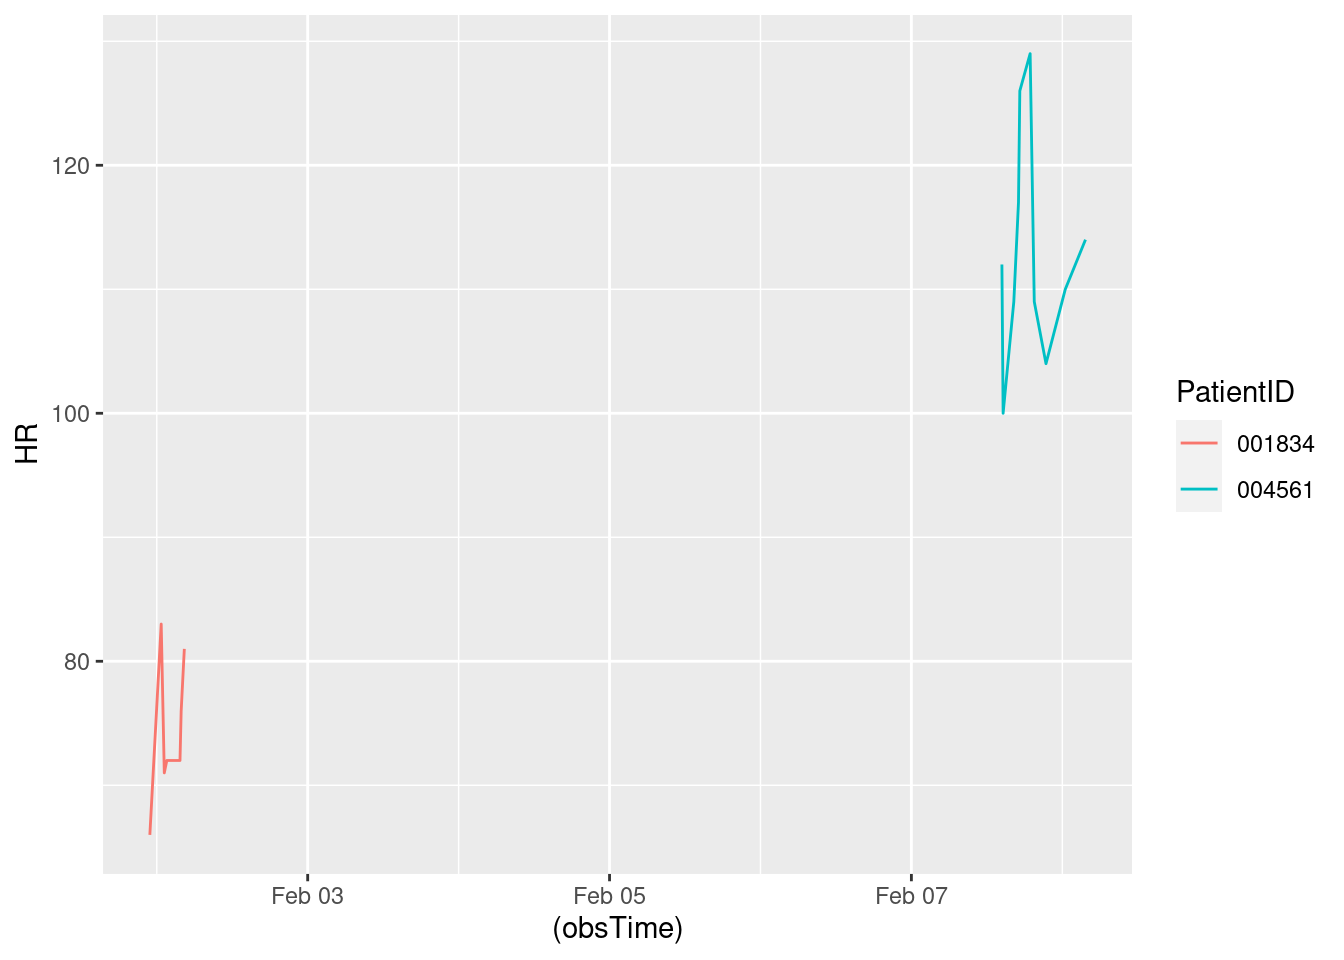 120
100
80
HR
Feb 03
Feb 05
Feb 07
(obsTime)
PatientID
001834
004561